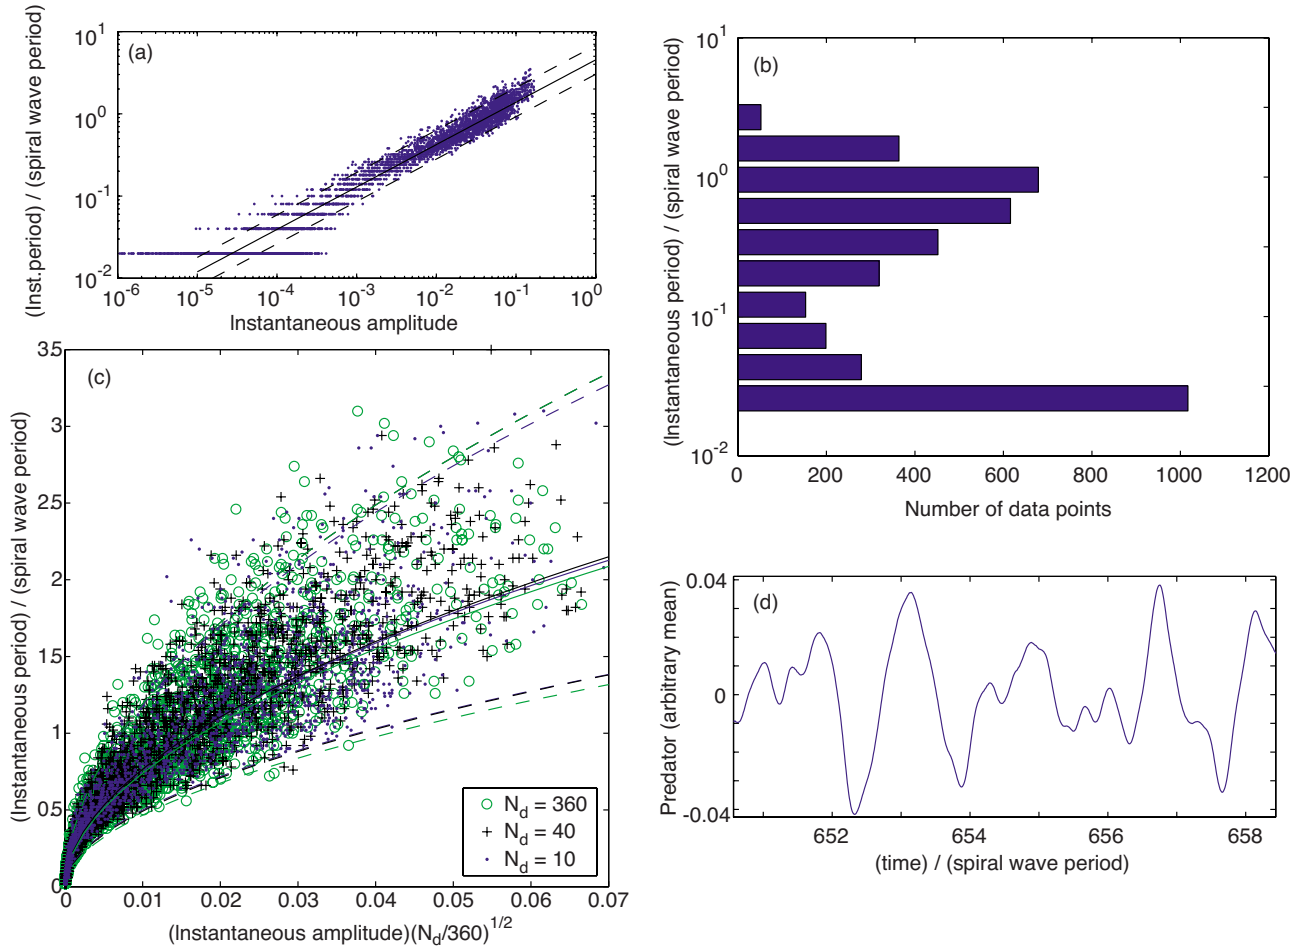 (a)
(Inst.period) / (spiral wave period)
10^1
10^0
10^-1
10^-2
10^-6 10^-5 10^-4 10^-3 10^-2 10^-1 10^0
Instantaneous amplitude
(b)
(Instantaneous period) / (spiral wave period)
10^1
10^0
10^-1
10^-2
0 200 400 600 800 1000 1200
Number of data points
(c)
(Instantaneous period) / (spiral wave period)
35
3
2.5
2
1.5
1
05
0
0 0.01 0.02 0.03 0.04 0.05 0.06 0.07
(Instantaneous amplitude)(N_d/360)^1/2
N_d = 360
N_d = 40
N_d = 10
(d)
Predator (arbitrary mean)
0.04
0
-0.04
652 654 656 658
(time) / (spiral wave period)